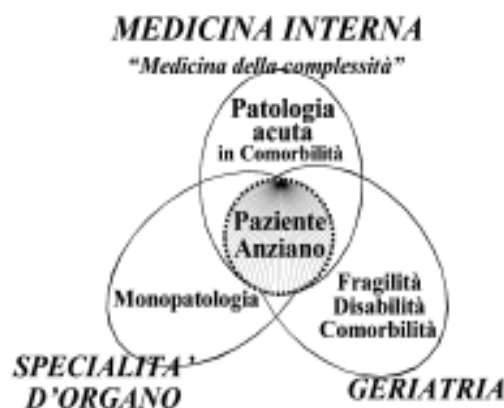 MEDICINA INTERNA
“Medicina della complessità”
Patologia
acuta
in Comorbilità
Paziente
Anziano
Monopatologia
Fragilità
Disabilità
Comorbilità
SPECIALITA’
D’ORGANO
GERIATRIA